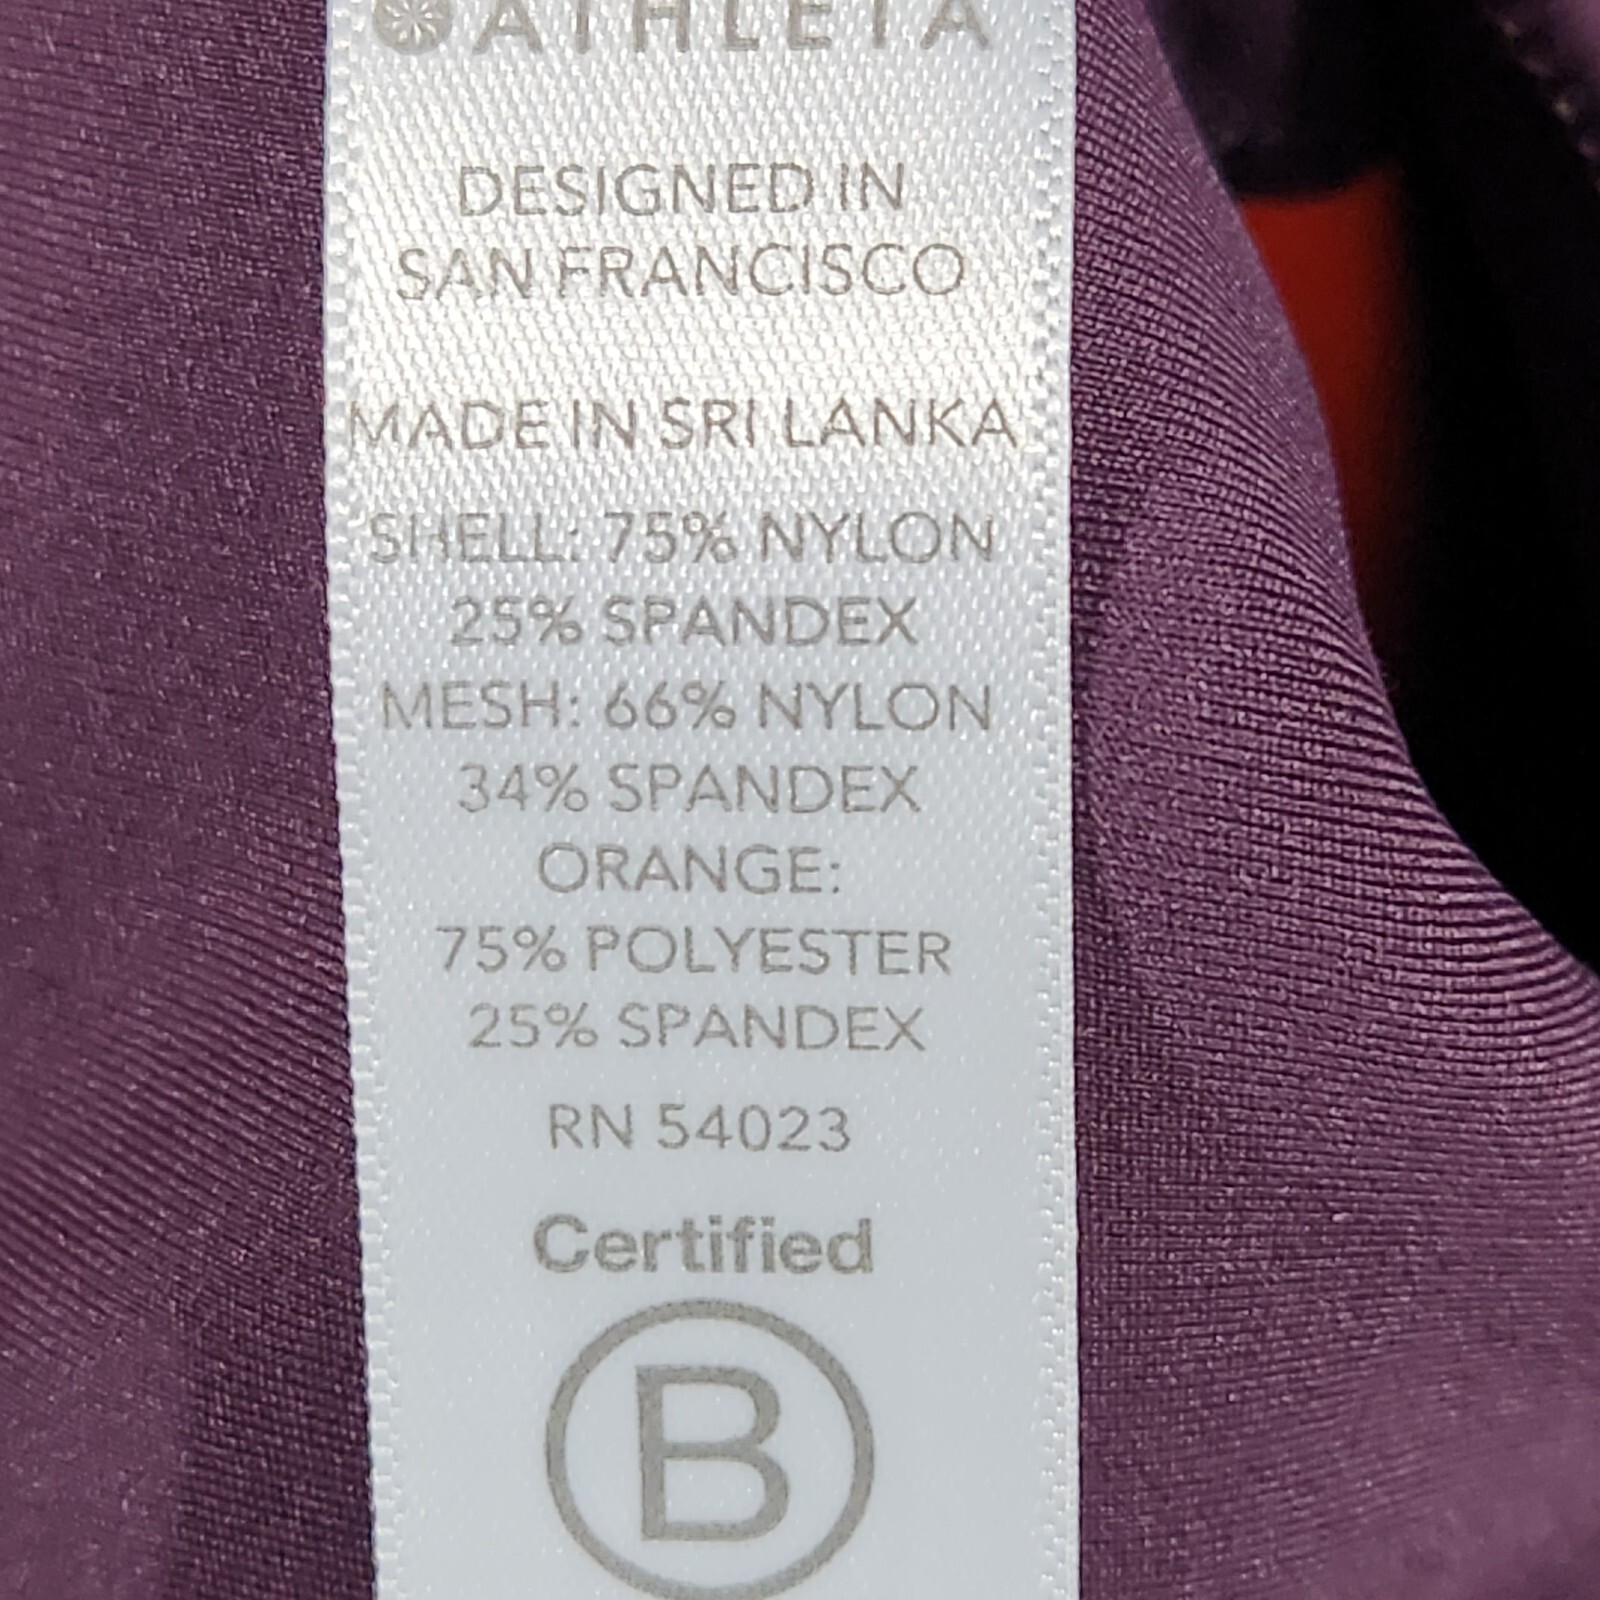 ATHLETA
DESIGNED IN
SAN FRANCISCO
MADE IN SRI LANKA
SHELL: 75% NYLON
25% SPANDEX
MESH: 66% NYLON
34% SPANDEX
ORANGE:
75% POLYESTER
25% SPANDEX
RN 54023
Certified
B